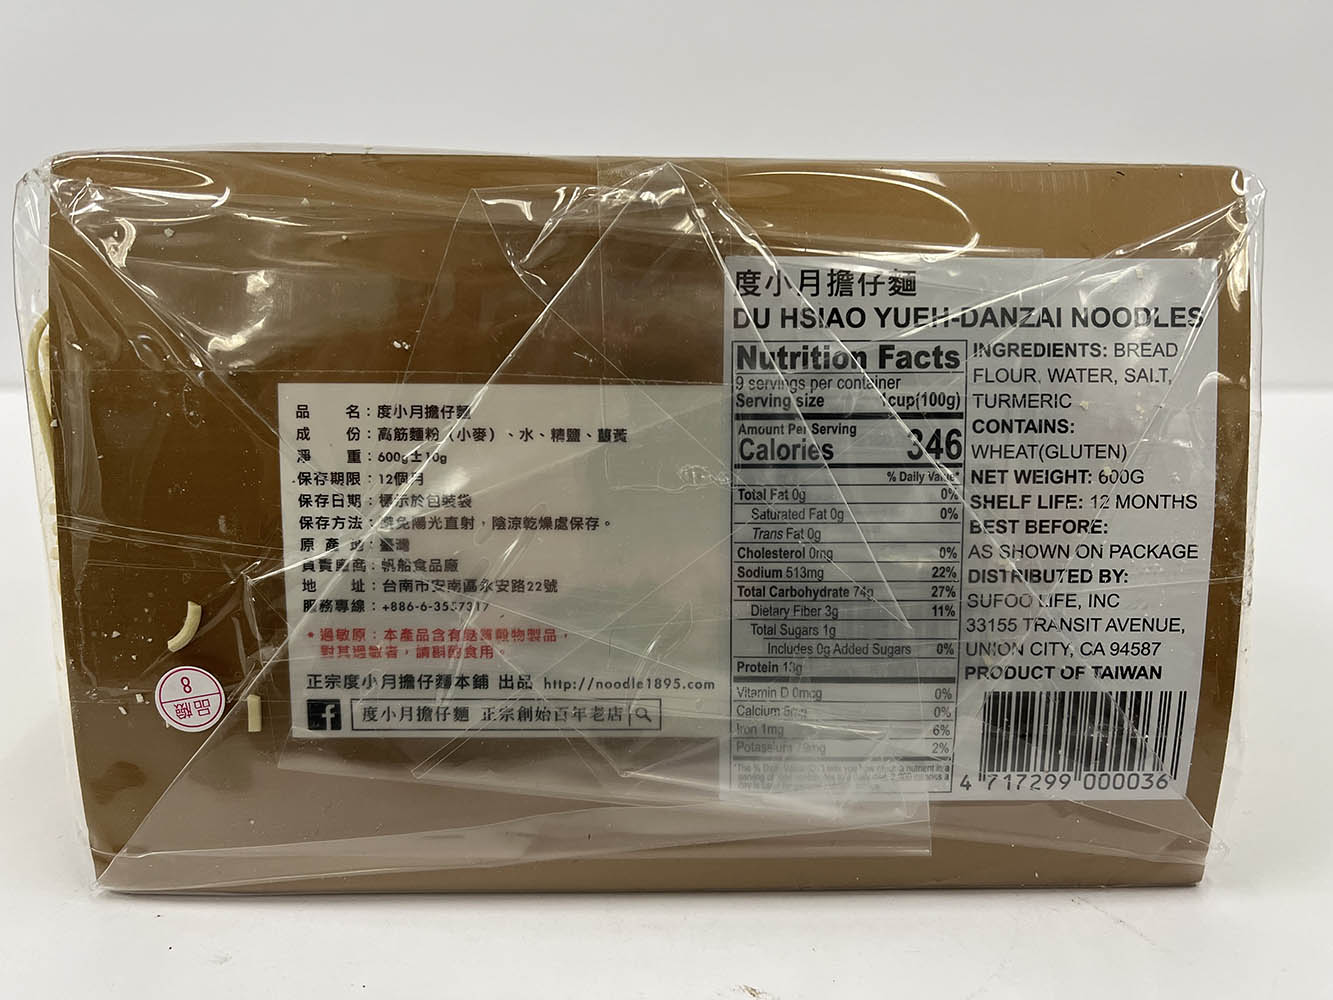 品 名：度小月擔仔麵
成 份：高筋麵粉（小麥）、水、精鹽、薑黃
淨 重：600g±10g
保存期限：12個月
保存日期：標示於包裝袋
保存方法：避免陽光直射，陰涼乾燥處保存。
原 產 地：臺灣
負責廠商：帆船食品廠
地 址：台南市安南區永安路22號
服務專線：+886-6-3557317
*過敏原：本產品含有麩質穀物製品，
對其過敏者，請斟酌食用。
正宗度小月擔仔麵本鋪 出品 http://noodle1895.com
f 度小月擔仔麵 正宗創始百年老店
品檢
8
度小月擔仔麵
DU HSIAO YUEH-DANZAI NOODLES
Nutrition Facts
9 servings per container
Serving size 1cup(100g)
Amount Per Serving
Calories 346
% Daily Value*
Total Fat 0g 0%
Saturated Fat 0g 0%
Trans Fat 0g
Cholesterol 0mg 0%
Sodium 513mg 22%
Total Carbohydrate 74g 27%
Dietary Fiber 3g 11%
Total Sugars 1g
Includes 0g Added Sugars 0%
Protein 13g
Vitamin D 0mcg 0%
Calcium 5mg 0%
Iron 1mg 6%
Potassium 79mg 2%
INGREDIENTS: BREAD
FLOUR, WATER, SALT,
TURMERIC
CONTAINS:
WHEAT(GLUTEN)
NET WEIGHT: 600G
SHELF LIFE: 12 MONTHS
BEST BEFORE:
AS SHOWN ON PACKAGE
DISTRIBUTED BY:
SUFOO LIFE, INC
33155 TRANSIT AVENUE,
UNION CITY, CA 94587
PRODUCT OF TAIWAN
4 717299 000036